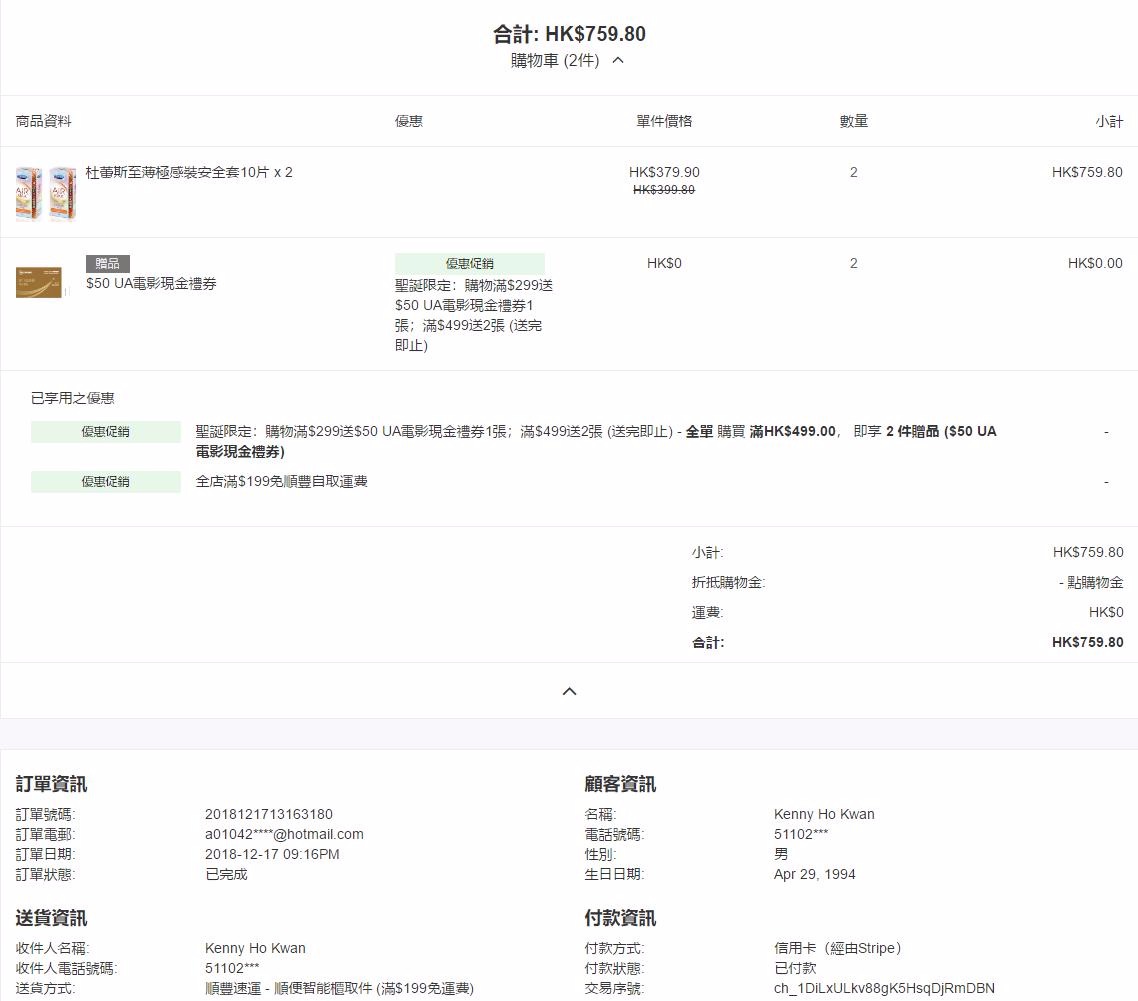 合計: HK$759.80
購物車 (2件)
商品資料 優惠 單件價格 數量 小計
杜蕾斯至薄極感裝安全套10片 x 2 HK$379.90 2 HK$759.80
HK$399.80
AIR AIR
贈品 優惠促銷 HK$0 2 HK$0.00
$50 UA電影現金禮券 聖誕限定：購物滿$299送
$50 UA電影現金禮券1
張；滿$499送2張 (送完
即止)
已享用之優惠
優惠促銷 聖誕限定：購物滿$299送$50 UA電影現金禮券1張；滿$499送2張 (送完即止) - 全單 購買 滿HK$499.00， 即享 2 件贈品 ($50 UA -
電影現金禮券)
優惠促銷 全店滿$199免順豐自取運費 -
小計: HK$759.80
折抵購物金: - 點購物金
運費: HK$0
合計: HK$759.80
訂單資訊
訂單號碼: 2018121713163180
訂單電郵: a01042****@hotmail.com
訂單日期: 2018-12-17 09:16PM
訂單狀態: 已完成
顧客資訊
名稱: Kenny Ho Kwan
電話號碼: 51102***
性別: 男
生日日期: Apr 29, 1994
送貨資訊
收件人名稱: Kenny Ho Kwan
收件人電話號碼: 51102***
送貨方式: 順豐速運 - 順便智能櫃取件 (滿$199免運費)
付款資訊
付款方式: 信用卡（經由Stripe）
付款狀態: 已付款
交易序號: ch_1DiLxULkv88gK5HsqDjRmDBN